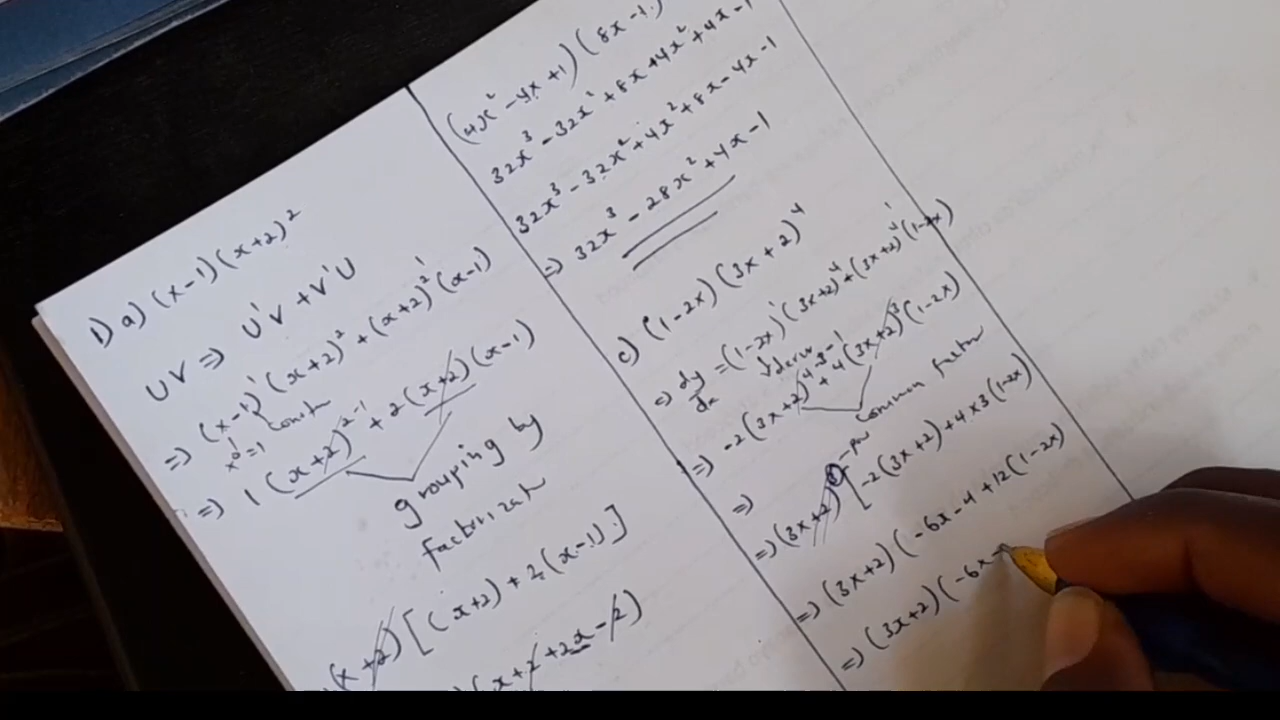 1) a) (x-1)(x+2)²
UV => U'V + V'U
=> (x-1)' (x+2)² + (x+2)²' (x-1)
x⁰=1
=> 1 (x+2)²⁻¹ + 2(x+2)(x-1)
grouping by
(x+2)[(x+2) + 2(x-1)]
(x+2 +2x-2)
(4x² - 4x +1)(8x-1)
32x³ - 32x² + 8x + 4x² + 4x - 1
32x³ - 32x² + 4x² + 8x - 4x - 1
=> 32x³ - 28x² + 4x - 1
c) (1-2x)(3x+2)⁴
=> dy/dx = (1-2x)' (3x+2)⁴ + (3x+2)⁴' (1-2x)
=> -2(3x+2)⁴⁻³⁻¹ + 4(3x+2)³(1-2x)
=> common factor
=> (3x+2) [-2(3x+2) + 4×3(1-2x)
=> (3x+2)(-6x-4+12(1-2x)
=> (3x+2)(-6x-